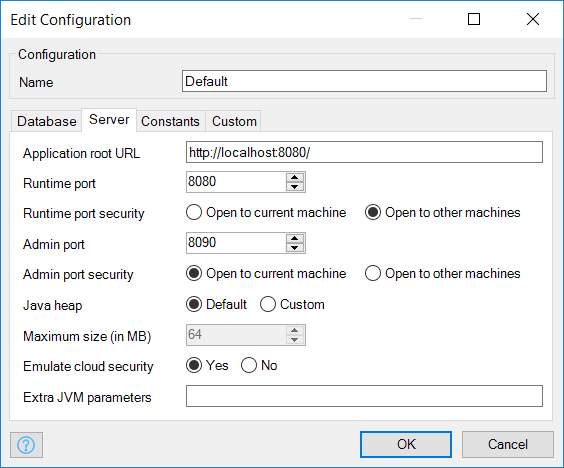 Edit Configuration
Configuration
Name Default
Database Server Constants Custom
Application root URL http://localhost:8080/
Runtime port 8080
Runtime port security Open to current machine Open to other machines
Admin port 8090
Admin port security Open to current machine Open to other machines
Java heap Default Custom
Maximum size (in MB) 64
Emulate cloud security Yes No
Extra JVM parameters
? OK Cancel